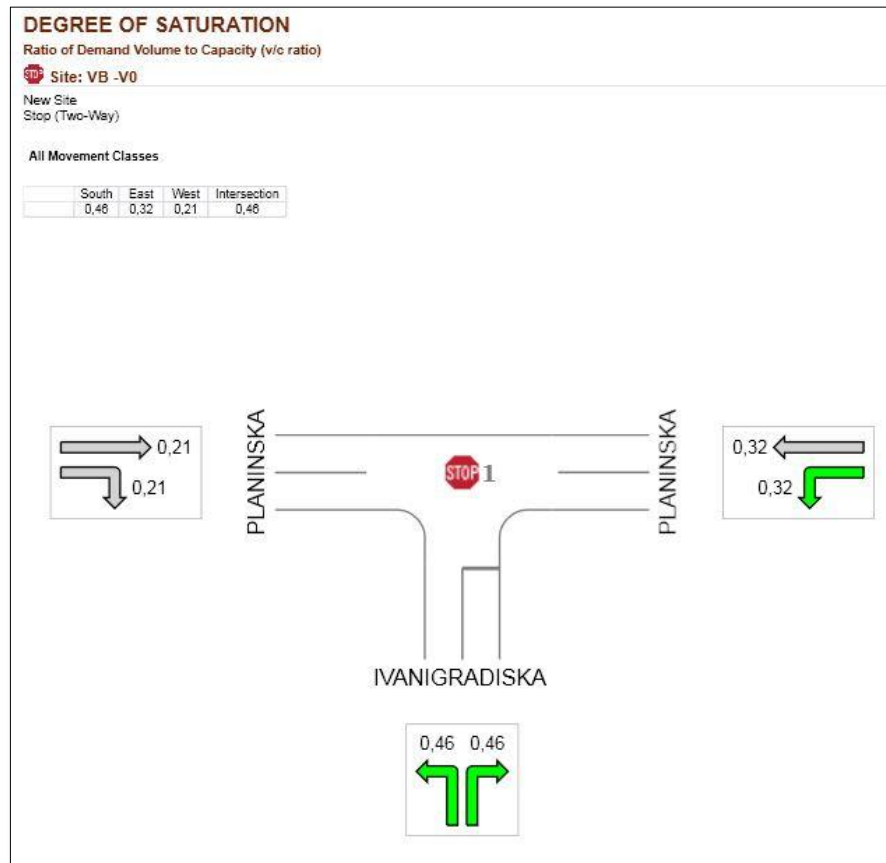 DEGREE OF SATURATION
Ratio of Demand Volume to Capacity (v/c ratio)
STOP Site: VB -V0
New Site
Stop (Two-Way)
All Movement Classes
South East West Intersection
0,46 0,32 0,21 0,46
PLANINSKA
PLANINSKA
0,21
0,21
STOP 1
0,32
0,32
IVANIGRADISKA
0,46 0,46